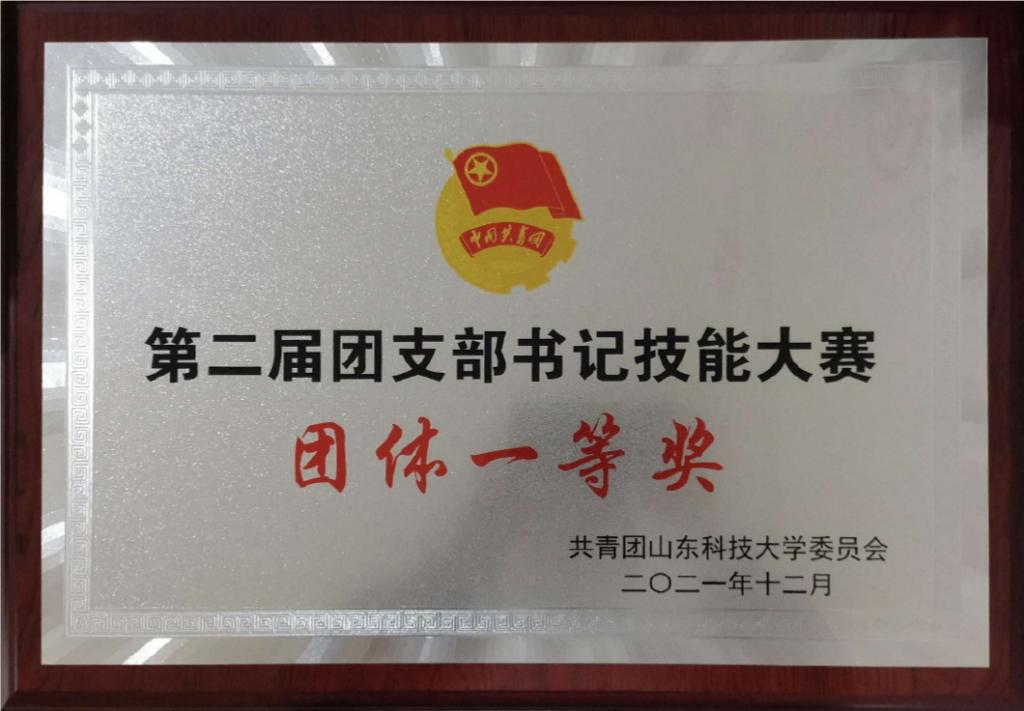 中国共青团
第二届团支部书记技能大赛
团体一等奖
共青团山东科技大学委员会
二〇二一年十二月